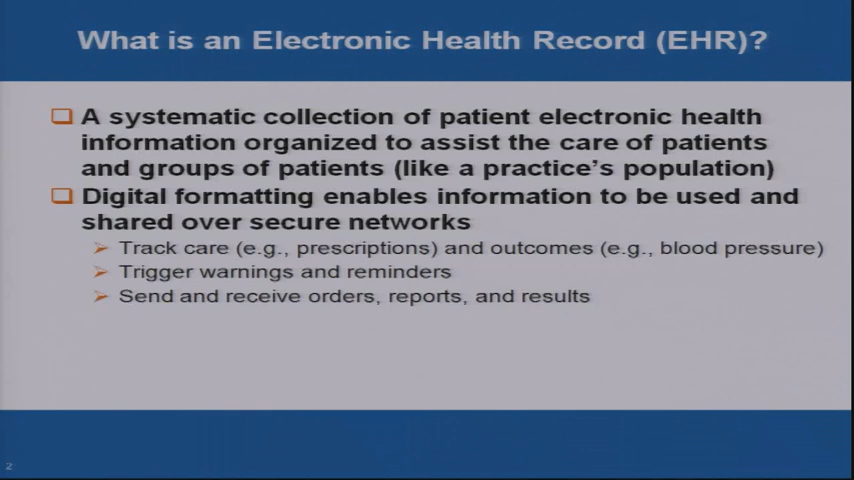 What is an Electronic Health Record (EHR)?
A systematic collection of patient electronic health
information organized to assist the care of patients
and groups of patients (like a practice's population)
Digital formatting enables information to be used and
shared over secure networks
Track care (e.g., prescriptions) and outcomes (e.g., blood pressure)
Trigger warnings and reminders
Send and receive orders, reports, and results
2